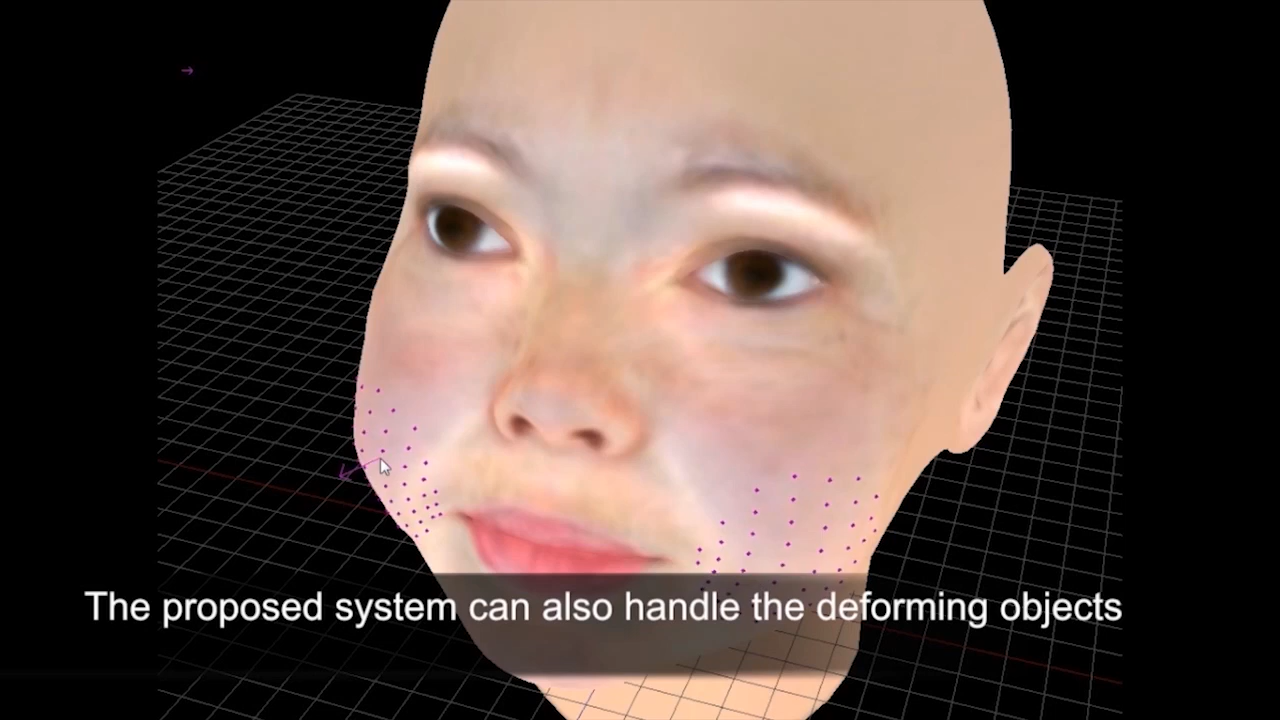 The proposed system can also handle the deforming objects